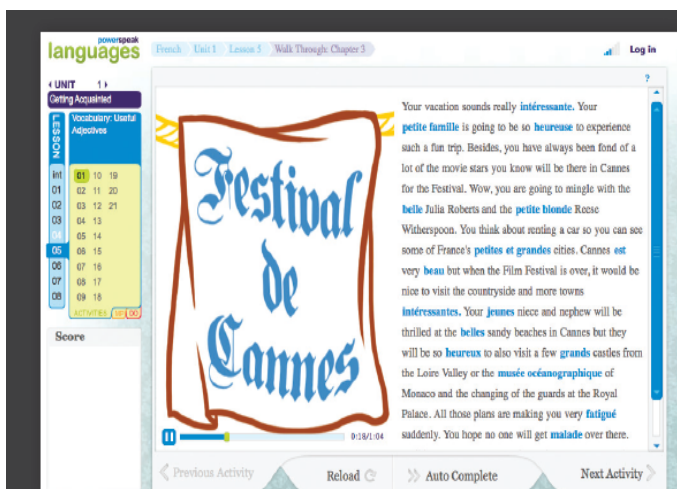 powerspeak
languages
French Unit 1 Lesson 5 Walk Through: Chapter 3
Log in
UNIT 1
Getting Acquainted
LESSON
Vocabulary: Useful
Adjectives
int 01 10 19
01 02 11 20
02 03 12 21
03 04 13
04 05 14
05 06 15
06 07 16
07 08 17
08 09 18
ACTIVITIES
GO
Score
?
Festival
de
Cannes
0:18/1:04
Your vacation sounds really intéressante. Your
petite famille is going to be so heureuse to experience
such a fun trip. Besides, you have always been fond of a
lot of the movie stars you know will be there in Cannes
for the Festival. Wow, you are going to mingle with the
belle Julia Roberts and the petite blonde Reese
Witherspoon. You think about renting a car so you can see
some of France's petites et grandes cities. Cannes est
very beau but when the Film Festival is over, it would be
nice to visit the countryside and more towns
intéressantes. Your jeunes niece and nephew will be
thrilled at the belles sandy beaches in Cannes but they
will be so heureux to also visit a few grands castles from
the Loire Valley or the musée océanographique of
Monaco and the changing of the guards at the Royal
Palace. All those plans are making you very fatigué
suddenly. You hope no one will get malade over there.
Previous Activity
Reload
Auto Complete
Next Activity